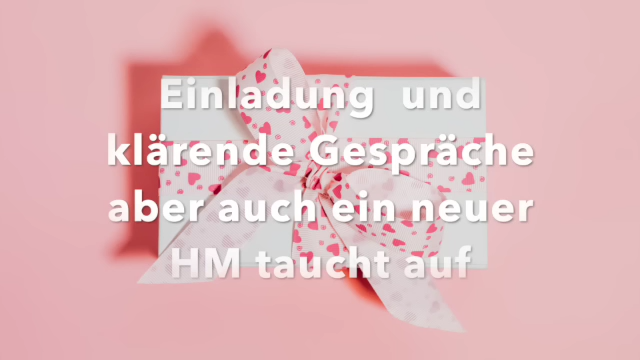 Einladung und
klärende Gespräche
aber auch ein neuer
HM taucht auf